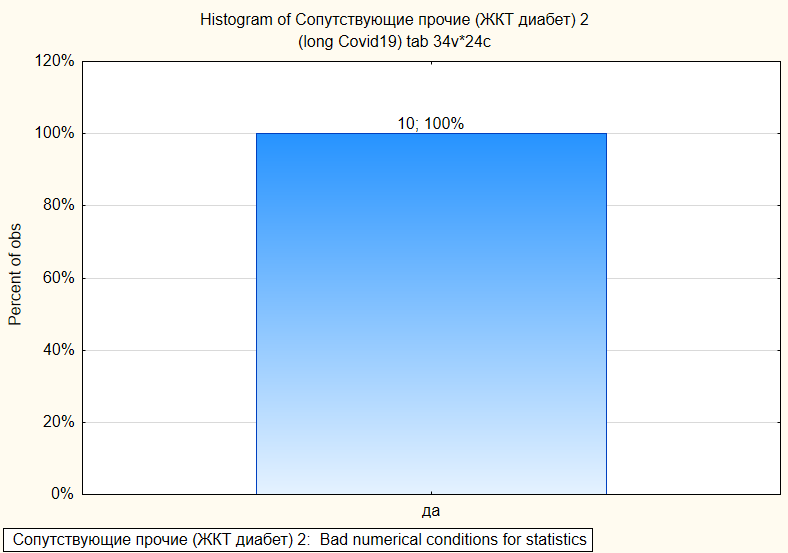 Histogram of Сопутствующие прочие (ЖКТ диабет) 2
(long Covid19) tab 34v*24c
120%
10; 100%
100%
80%
60%
40%
20%
0%
Percent of obs
да
Сопутствующие прочие (ЖКТ диабет) 2:  Bad numerical conditions for statistics